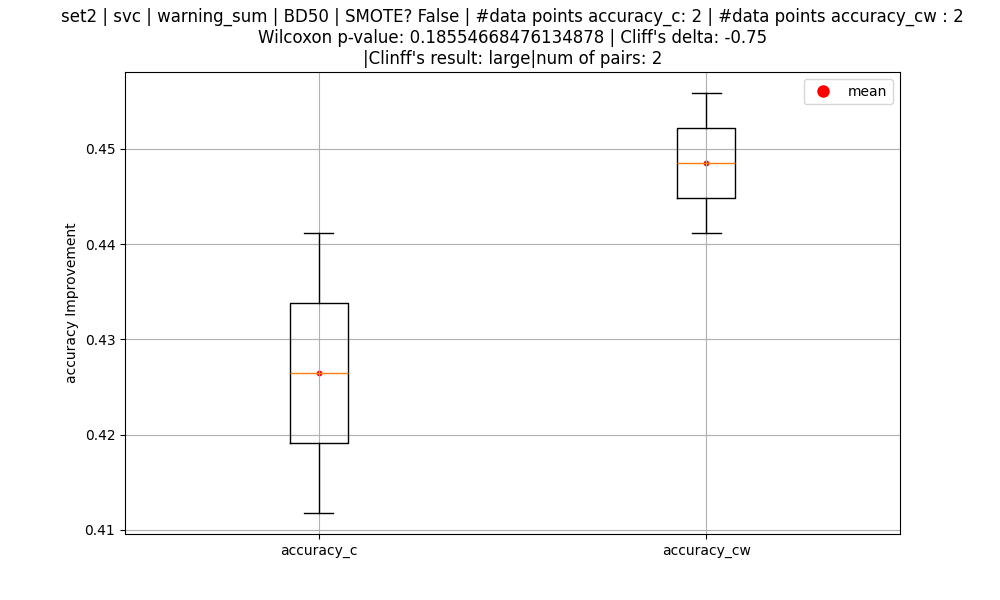 set2 | svc | warning_sum | BD50 | SMOTE? False | #data points accuracy_c: 2 | #data points accuracy_cw : 2
Wilcoxon p-value: 0.18554668476134878 | Cliff's delta: -0.75
|Clinff's result: large|num of pairs: 2
mean
0.45
0.44
0.43
0.42
0.41
accuracy Improvement
accuracy_c
accuracy_cw